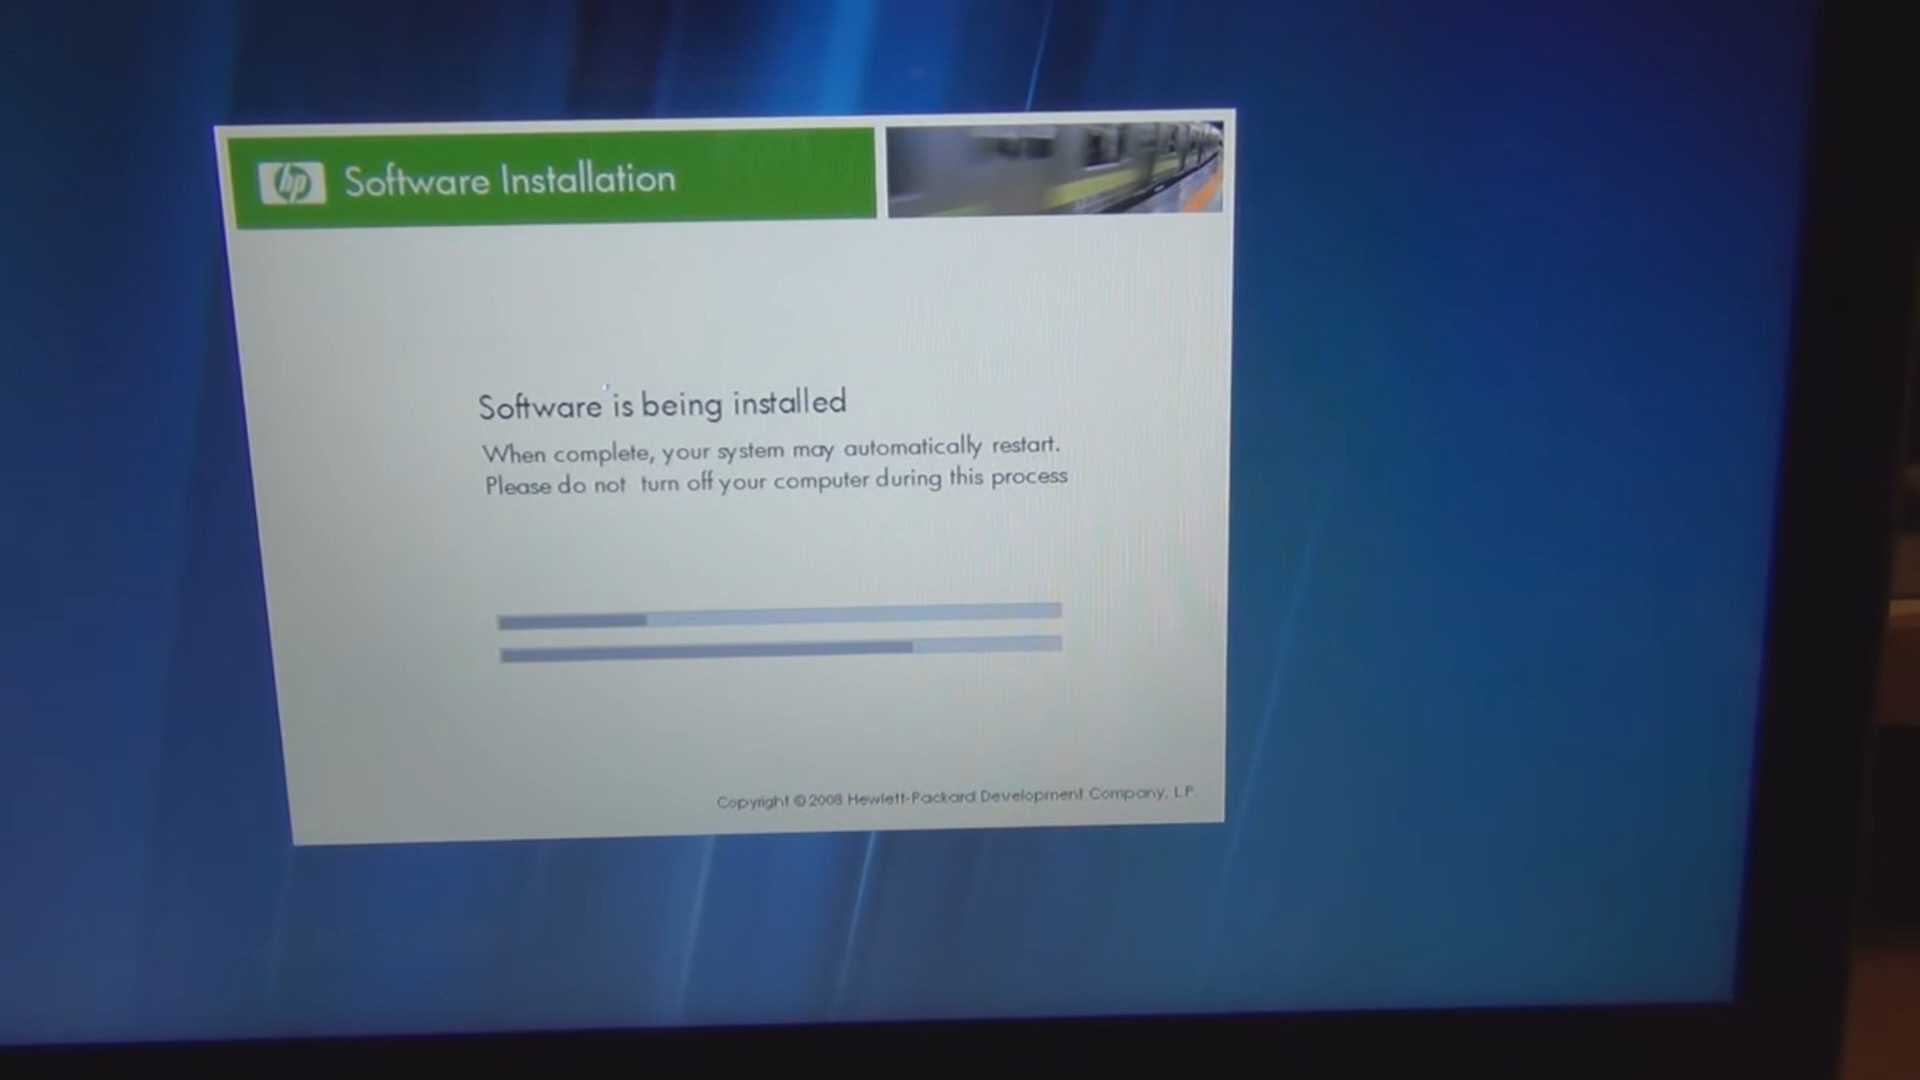 hp Software Installation
Software is being installed
When complete, your system may automatically restart.
Please do not turn off your computer during this process
Copyright © 2008 Hewlett-Packard Development Company, L.P.